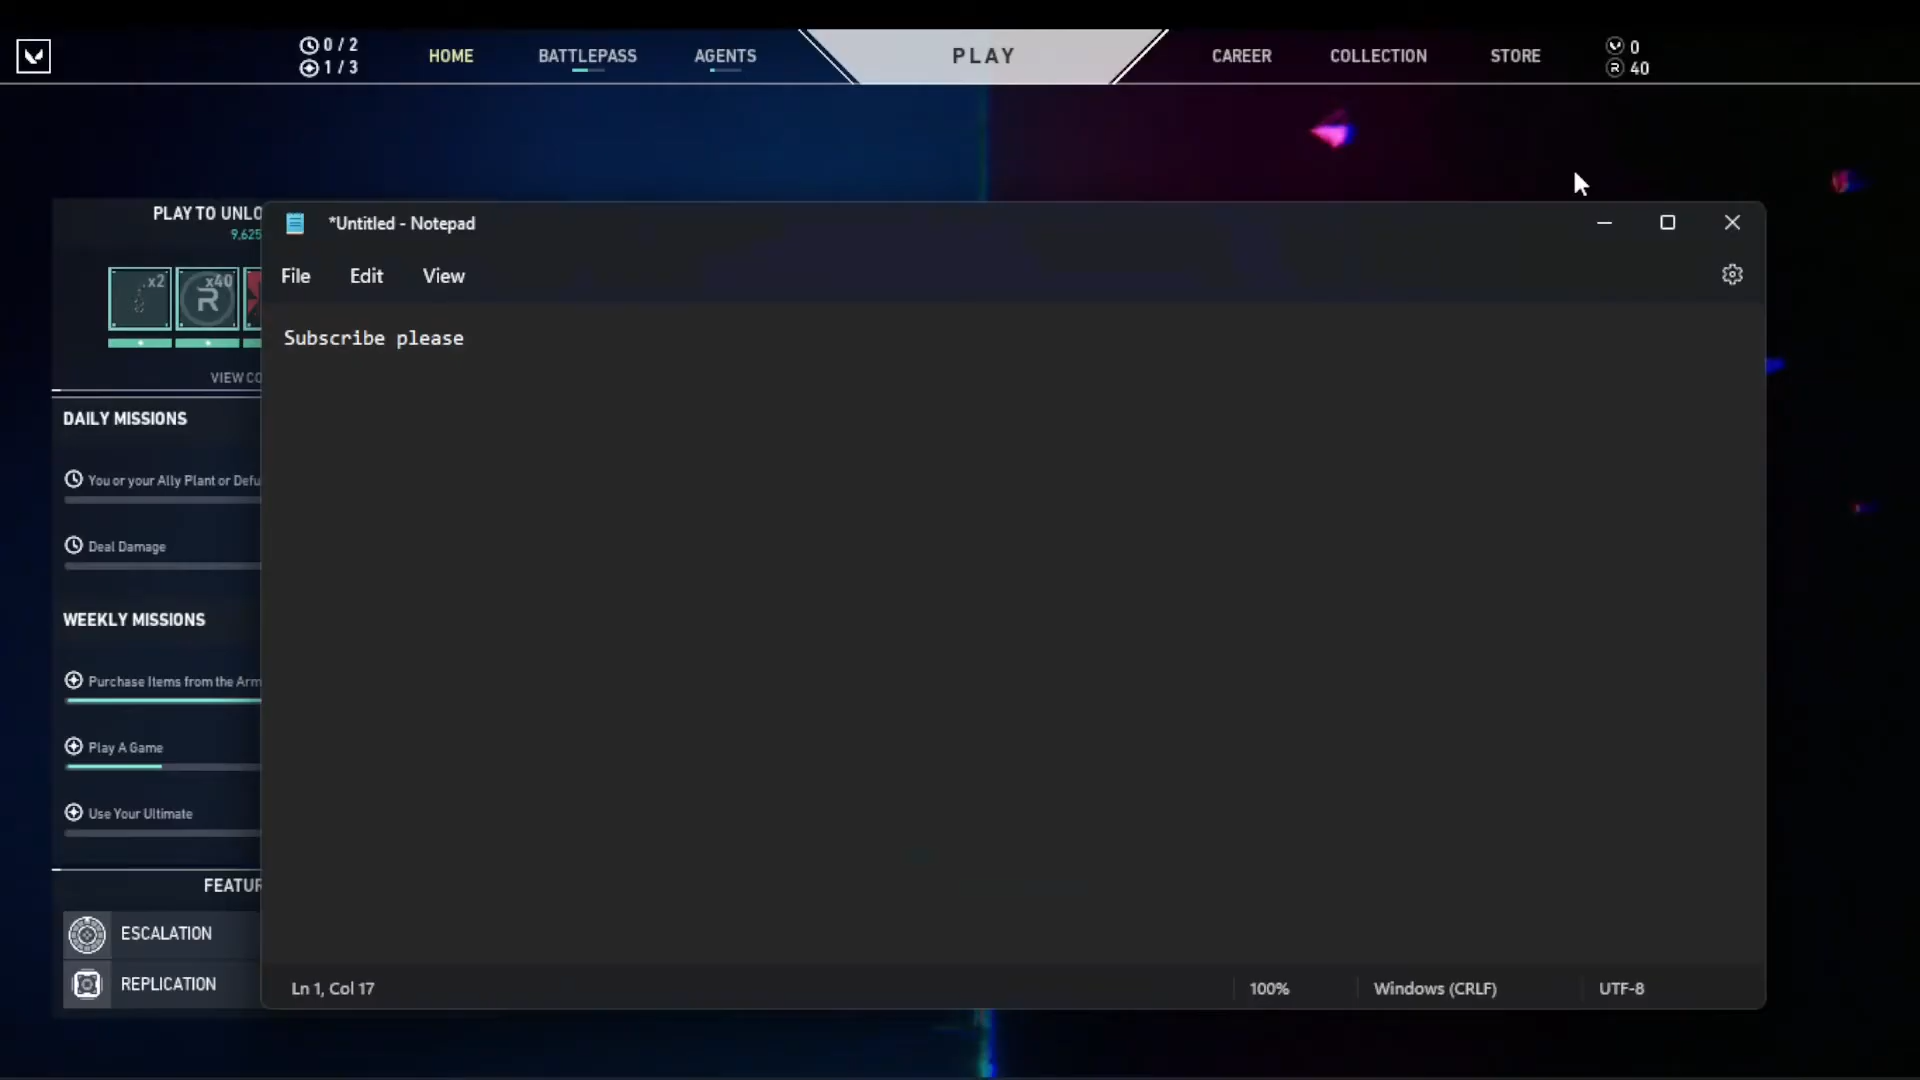 0 / 2
1 / 3
HOME
BATTLEPASS
AGENTS
PLAY
CAREER
COLLECTION
STORE
0
40
PLAY TO UNLO
9,625
x2
x40
VIEW CO
DAILY MISSIONS
You or your Ally Plant or Defu
Deal Damage
WEEKLY MISSIONS
Purchase Items from the Arm
Play A Game
Use Your Ultimate
FEATUR
ESCALATION
REPLICATION
*Untitled - Notepad
File Edit View
Subscribe please
Ln 1, Col 17
100%
Windows (CRLF)
UTF-8